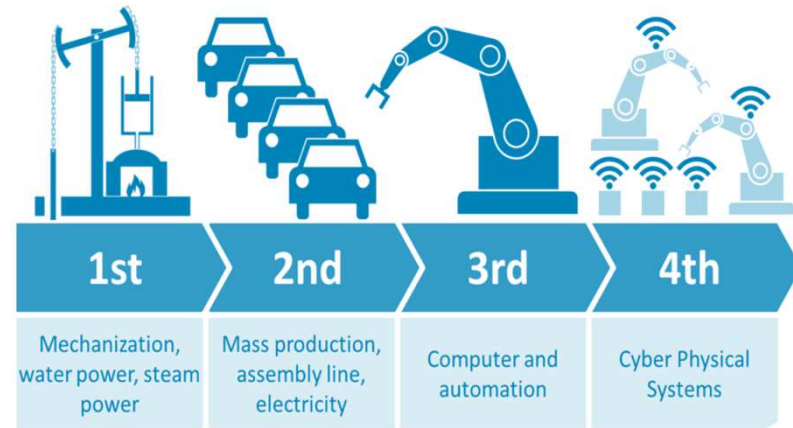 1st
2nd
3rd
4th
Mechanization,
water power, steam
power
Mass production,
assembly line,
electricity
Computer and
automation
Cyber Physical
Systems